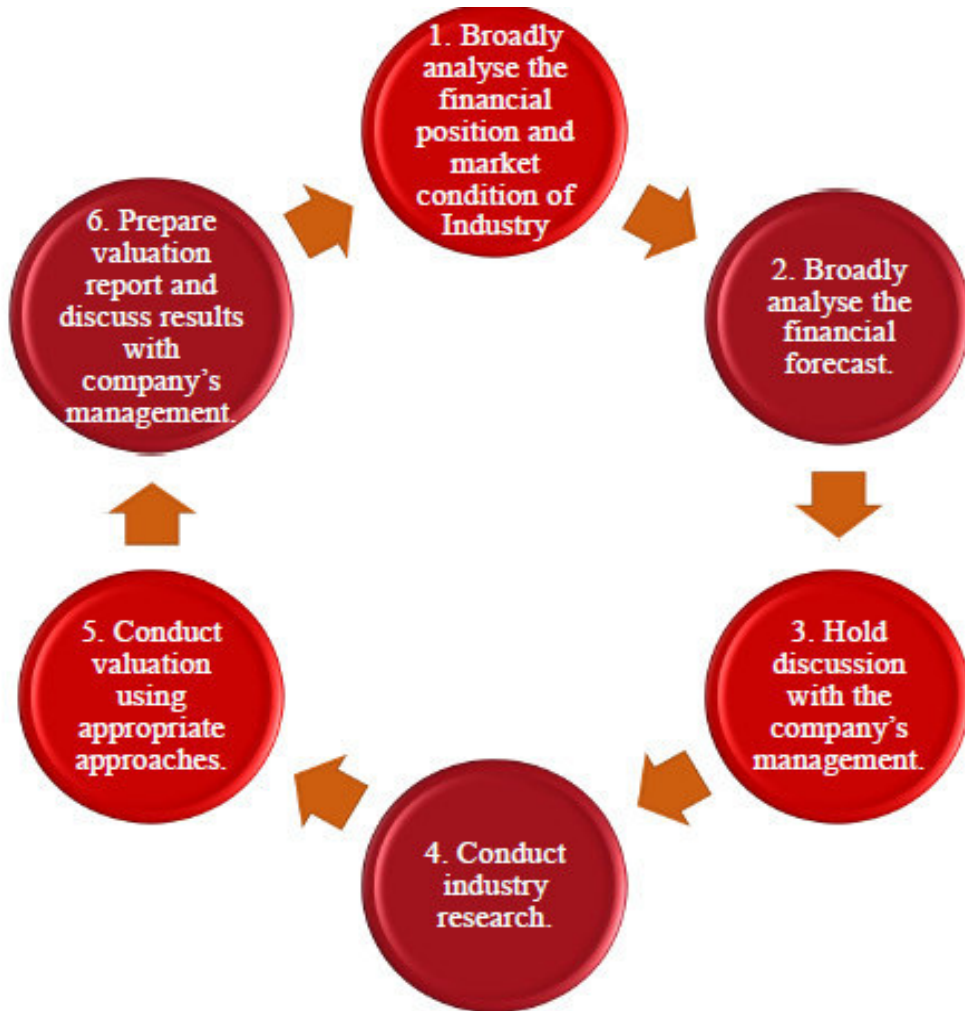 1. Broadly
analyse the
financial
position and
market
condition of
Industry
2. Broadly
analyse the
financial
forecast.
3. Hold
discussion
with the
company’s
management.
4. Conduct
industry
research.
5. Conduct
valuation
using
appropriate
approaches.
6. Prepare
valuation
report and
discuss results
with
company’s
management.